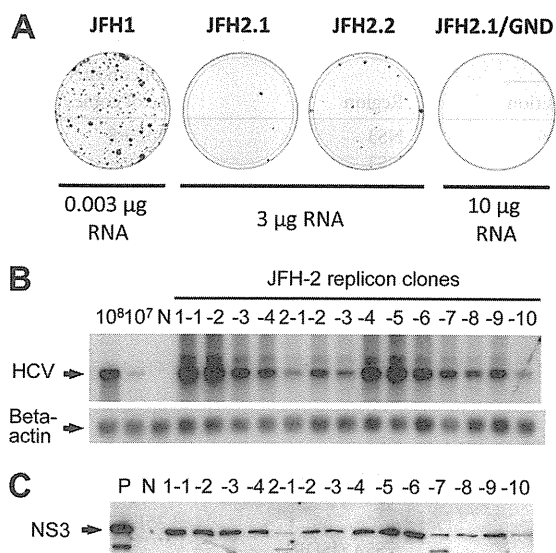 A JFH1 JFH2.1 JFH2.2 JFH2.1/GND
0.003 µg RNA
3 µg RNA
10 µg RNA
B
JFH-2 replicon clones
10⁸ 10⁷ N 1-1 -2 -3 -4 2-1 -2 -3 -4 -5 -6 -7 -8 -9 -10
HCV
Beta-actin
C
P N 1-1 -2 -3 -4 2-1 -2 -3 -4 -5 -6 -7 -8 -9 -10
NS3